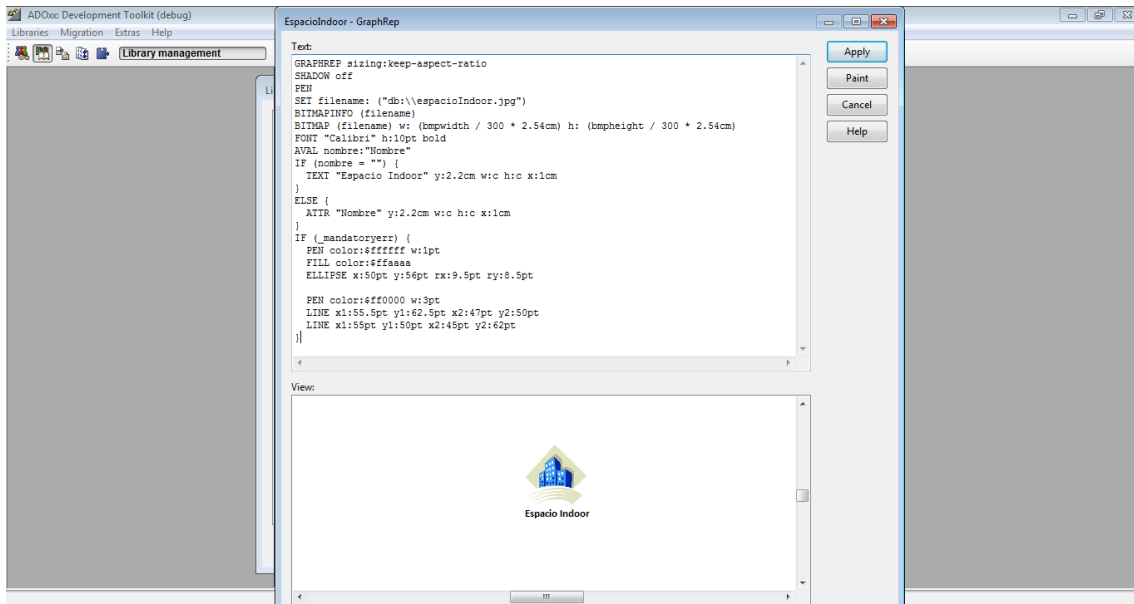 ADOxx Development Toolkit (debug)
Libraries Migration Extras Help
Library management
Li
EspacioIndoor - GraphRep
Text:
GRAPHREP sizing:keep-aspect-ratio
SHADOW off
PEN
SET filename: ("db:\\espacioIndoor.jpg")
BITMAPINFO (filename)
BITMAP (filename) w: (bmpwidth / 300 * 2.54cm) h: (bmpheight / 300 * 2.54cm)
FONT "Calibri" h:10pt bold
AVAL nombre:"Nombre"
IF (nombre = "") {
  TEXT "Espacio Indoor" y:2.2cm w:c h:c x:1cm
}
ELSE {
  ATTR "Nombre" y:2.2cm w:c h:c x:1cm
}
IF (_mandatoryerr) {
  PEN color:$ffffff w:1pt
  FILL color:$ffaaaa
  ELLIPSE x:50pt y:56pt rx:9.5pt ry:8.5pt
  PEN color:$ff0000 w:3pt
  LINE x1:55.5pt y1:62.5pt x2:47pt y2:50pt
  LINE x1:55pt y1:50pt x2:45pt y2:62pt
}
Apply
Paint
Cancel
Help
View:
Espacio Indoor